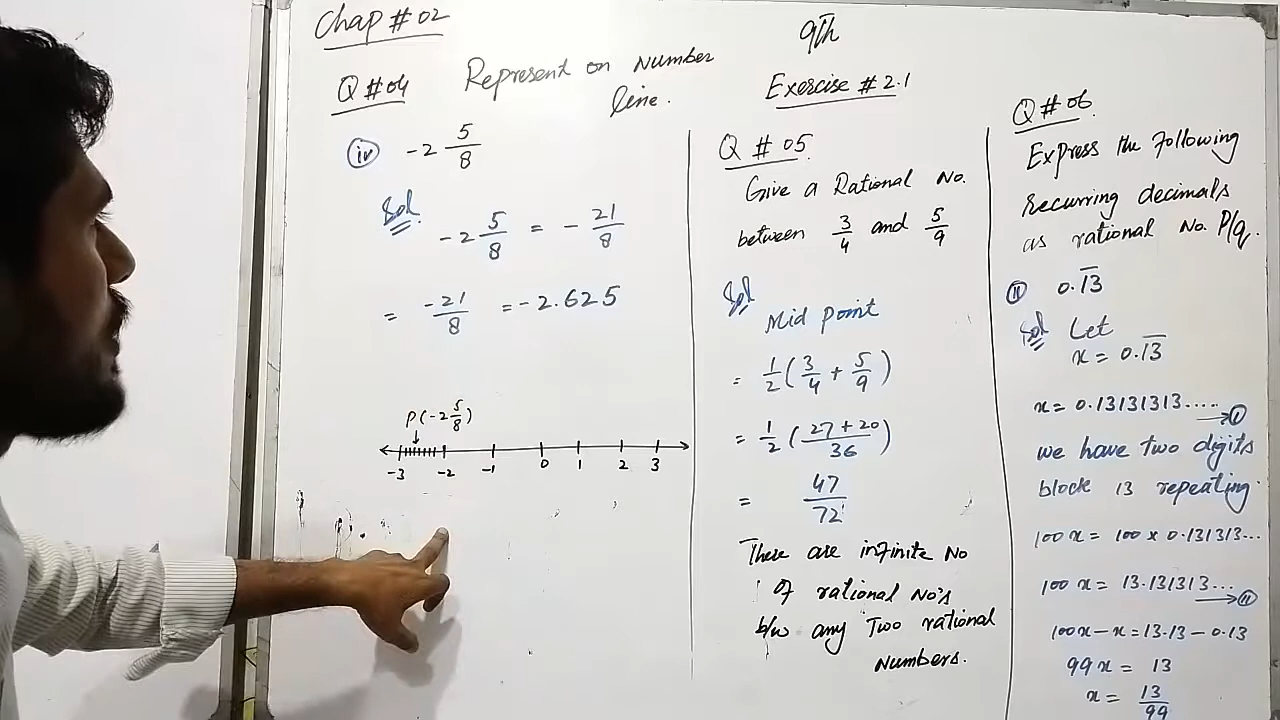 Chap # 02
9th
Exercise # 2.1
Q # 04 Represent on Number
line.
iv -2 5/8
Sol
-2 5/8 = - 21/8
= -21/8 = -2.625
P(-2 5/8)
-3 -2 -1 0 1 2 3
Q # 05
Give a Rational No.
between 3/4 and 5/9
Sol
Mid point
= 1/2 (3/4 + 5/9)
= 1/2 (27+20/36)
= 47/72
There are infinite No
of rational No's
b/w any Two rational
Numbers.
Q # 06
Express the following
recurring decimals
as rational No. P/q.
ii 0.1̅3̅
Sol Let
x = 0.1̅3̅
x = 0.13131313..... → i
we have two digits
block 13 repeating.
100x = 100 x 0.131313...
100x = 13.131313... → ii
100x - x = 13.13 - 0.13
99x = 13
x = 13/99